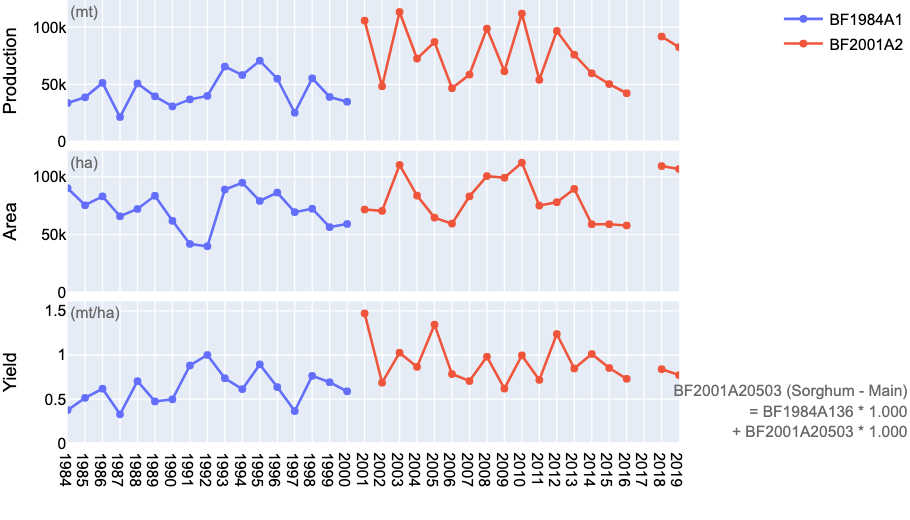 (mt)
100k
50k
0
Production
BF1984A1
BF2001A2
(ha)
100k
50k
0
Area
(mt/ha)
1.5
1
0.5
0
Yield
BF2001A20503 (Sorghum - Main)
= BF1984A136 * 1.000
+ BF2001A20503 * 1.000
1984
1985
1986
1987
1988
1989
1990
1991
1992
1993
1994
1995
1996
1997
1998
1999
2000
2001
2002
2003
2004
2005
2006
2007
2008
2009
2010
2011
2012
2013
2014
2015
2016
2017
2018
2019